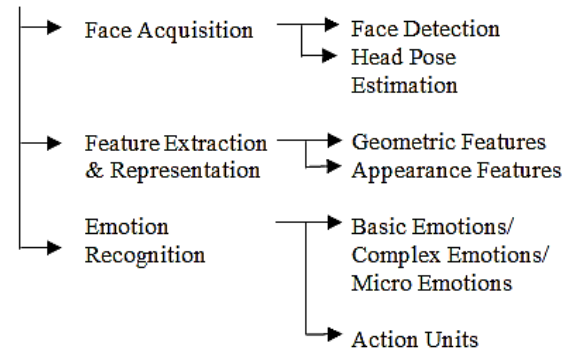 Face Acquisition
Face Detection
Head Pose
Estimation
Feature Extraction
& Representation
Geometric Features
Appearance Features
Emotion
Recognition
Basic Emotions/
Complex Emotions/
Micro Emotions
Action Units